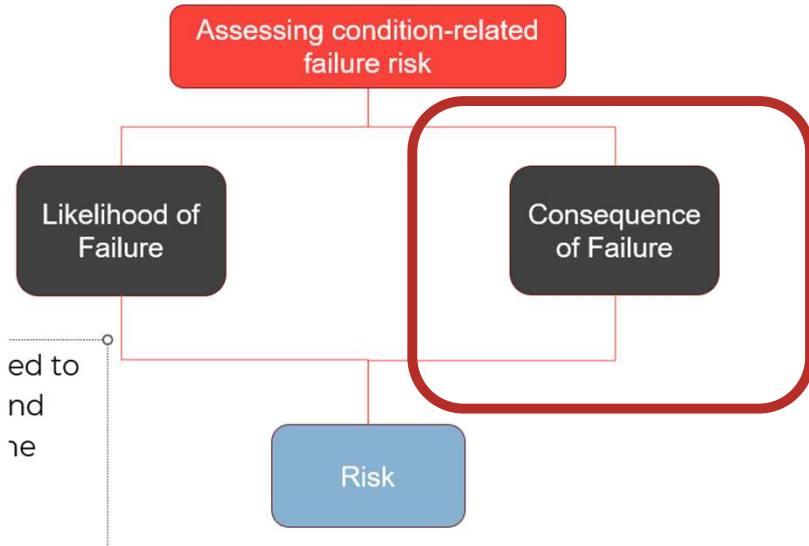 Assessing condition-related
failure risk
Likelihood of
Failure
Consequence
of Failure
ed to
nd
Risk